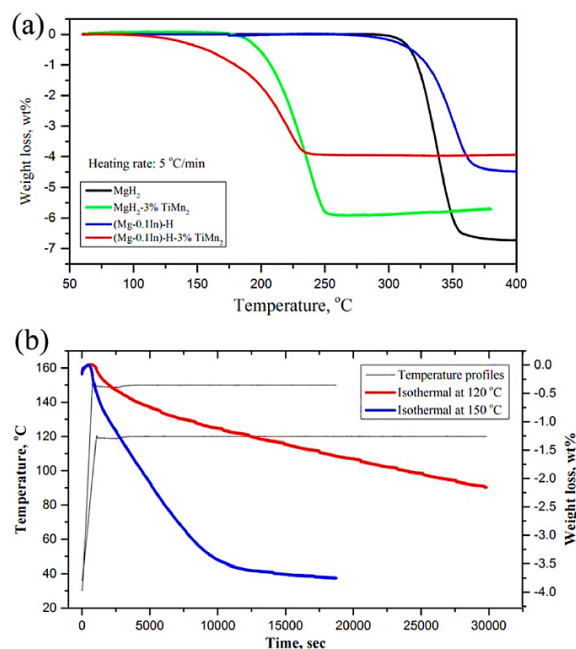 (a)
0
-1
-2
-3
-4
-5
-6
-7
Weight loss, wt%
Heating rate: 5 °C/min
MgH₂
MgH₂-3% TiMn₂
(Mg-0.1In)-H
(Mg-0.1In)-H-3% TiMn₂
50 100 150 200 250 300 350 400
Temperature, °C
(b)
160
140
120
100
80
60
40
20
Temperature, °C
Temperature profiles
Isothermal at 120 °C
Isothermal at 150 °C
0.0
-0.5
-1.0
-1.5
-2.0
-2.5
-3.0
-3.5
-4.0
Weight loss, wt%
0 5000 10000 15000 20000 25000 30000
Time, sec